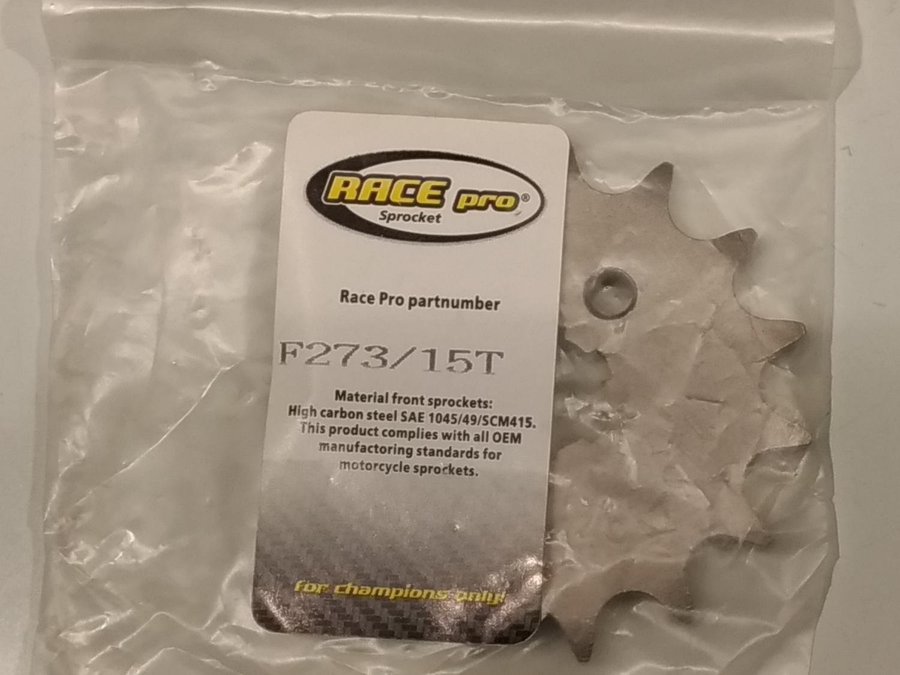 RACE pro®
Sprocket
Race Pro partnumber
F273/15T
Material front sprockets:
High carbon steel SAE 1045/49/SCM415.
This product complies with all OEM
manufactoring standards for
motorcycle sprockets.
for champions only!